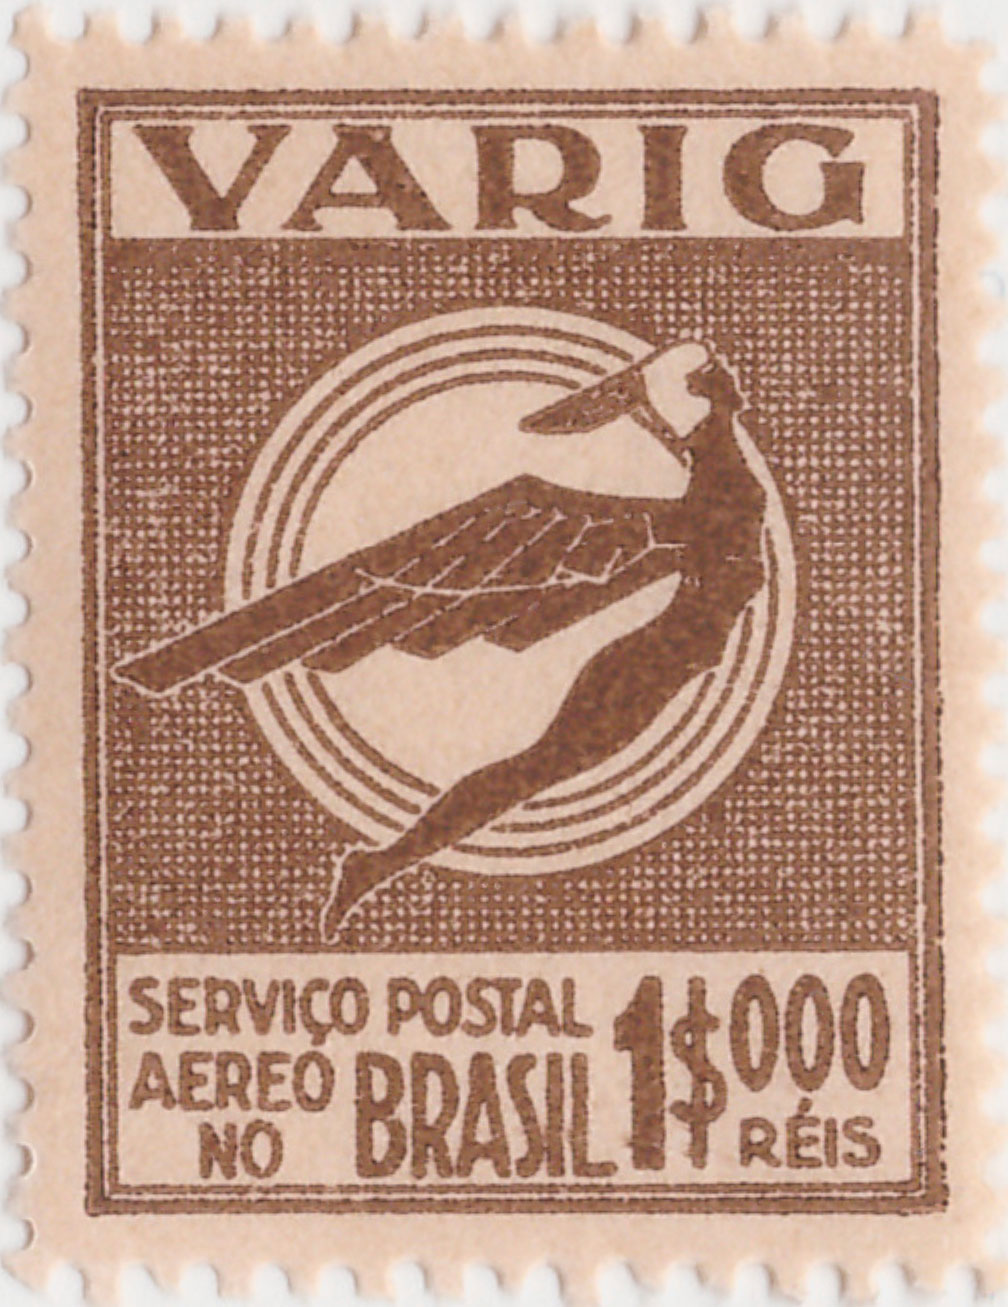 VARIG
SERVIÇO POSTAL
AEREO
NO BRASIL
1$000
RÉIS